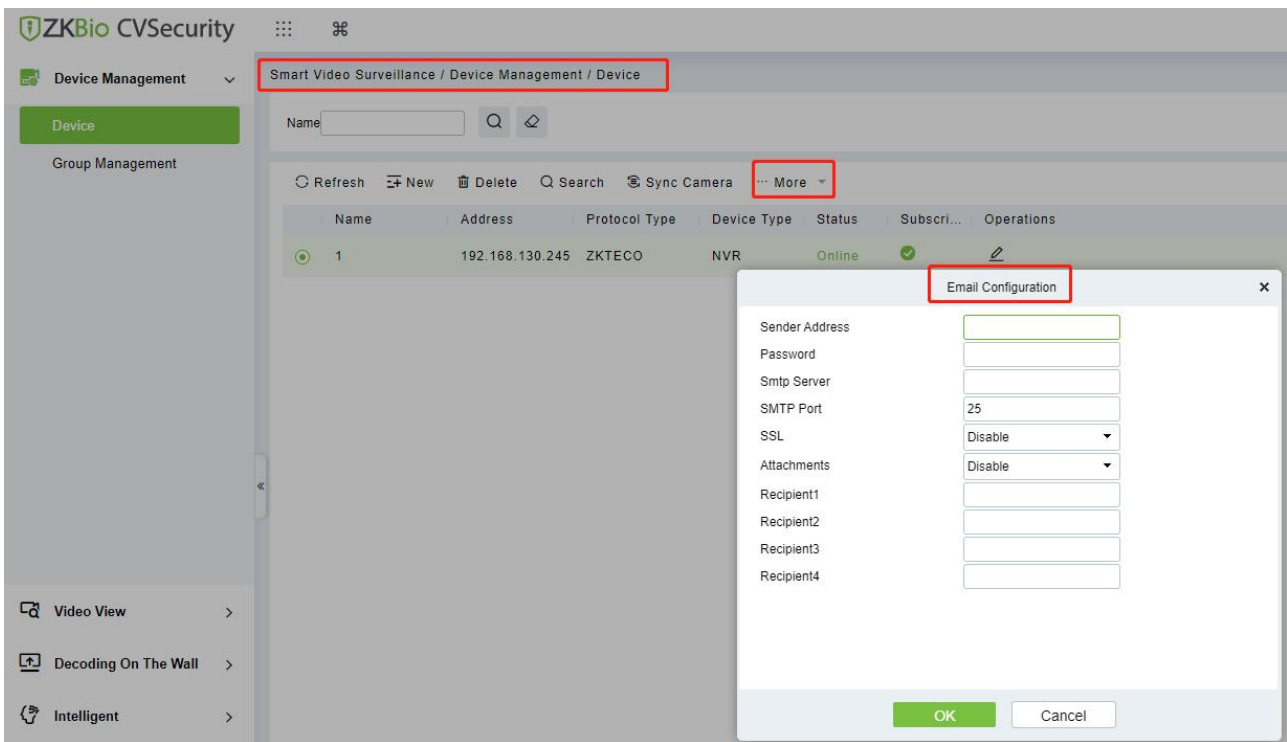 ZKBio CVSecurity
Device Management
Device
Group Management
Video View
Decoding On The Wall
Intelligent
Smart Video Surveillance / Device Management / Device
Name
Refresh New Delete Search Sync Camera ... More
Name Address Protocol Type Device Type Status Subscri... Operations
1 192.168.130.245 ZKTECO NVR Online
Email Configuration
Sender Address
Password
Smtp Server
SMTP Port 25
SSL Disable
Attachments Disable
Recipient1
Recipient2
Recipient3
Recipient4
OK Cancel